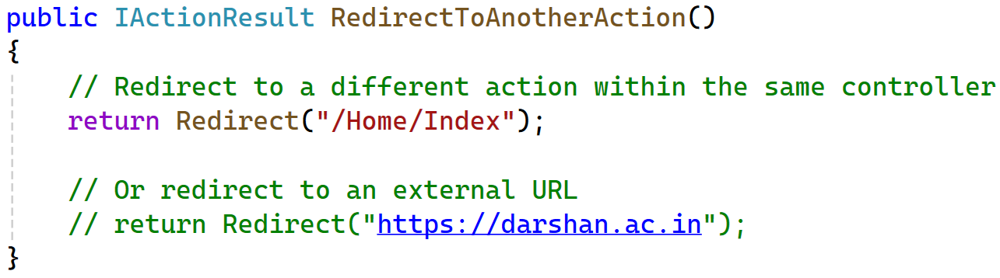 public IActionResult RedirectToAnotherAction()
{
    // Redirect to a different action within the same controller
    return Redirect("/Home/Index");
    // Or redirect to an external URL
    // return Redirect("https://darshan.ac.in");
}